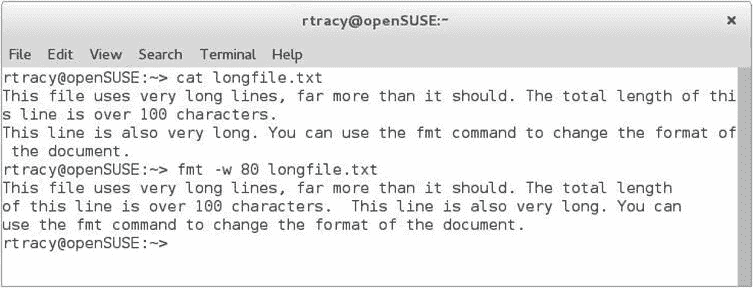 rtracy@openSUSE:~ ×
File Edit View Search Terminal Help
rtracy@openSUSE:~> cat longfile.txt
This file uses very long lines, far more than it should. The total length of thi
s line is over 100 characters.
This line is also very long. You can use the fmt command to change the format of
 the document.
rtracy@openSUSE:~> fmt -w 80 longfile.txt
This file uses very long lines, far more than it should. The total length
of this line is over 100 characters.  This line is also very long. You can
use the fmt command to change the format of the document.
rtracy@openSUSE:~>